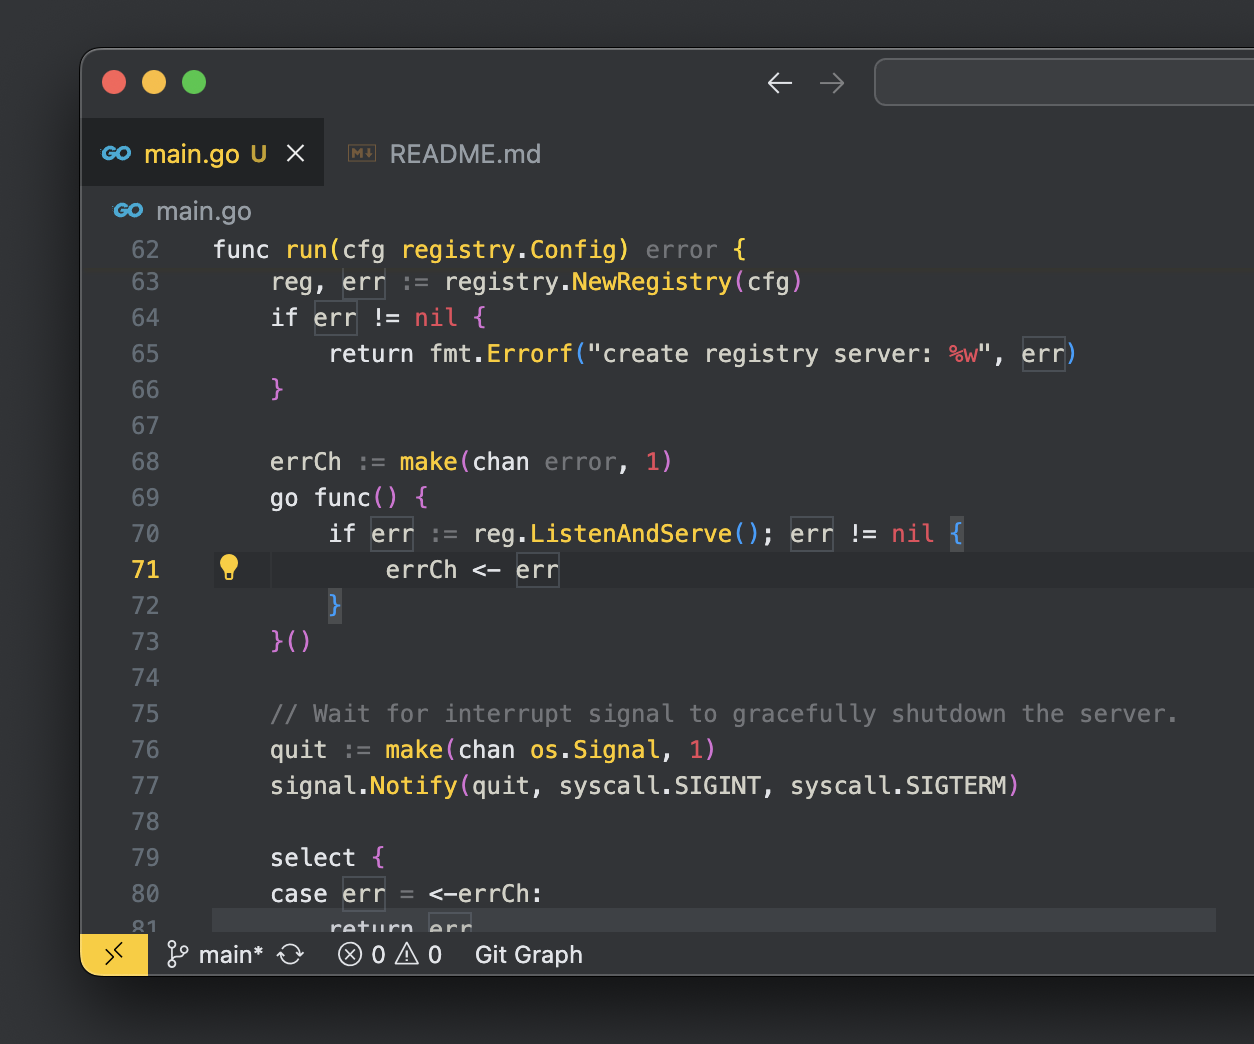 GO main.go U
M↓ README.md
GO main.go
62 func run(cfg registry.Config) error {
63 reg, err := registry.NewRegistry(cfg)
64 if err != nil {
65 return fmt.Errorf("create registry server: %w", err)
66 }
67
68 errCh := make(chan error, 1)
69 go func() {
70 if err := reg.ListenAndServe(); err != nil {
71 errCh <- err
72 }
73 }()
74
75 // Wait for interrupt signal to gracefully shutdown the server.
76 quit := make(chan os.Signal, 1)
77 signal.Notify(quit, syscall.SIGINT, syscall.SIGTERM)
78
79 select {
80 case err = <-errCh:
81 return err
main* 0 0 Git Graph